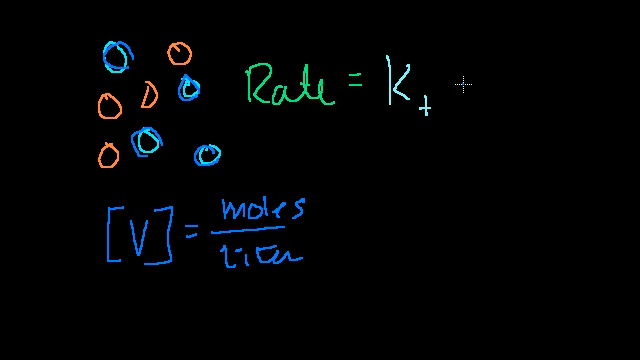 Rate = K+
[V] = moles
liter